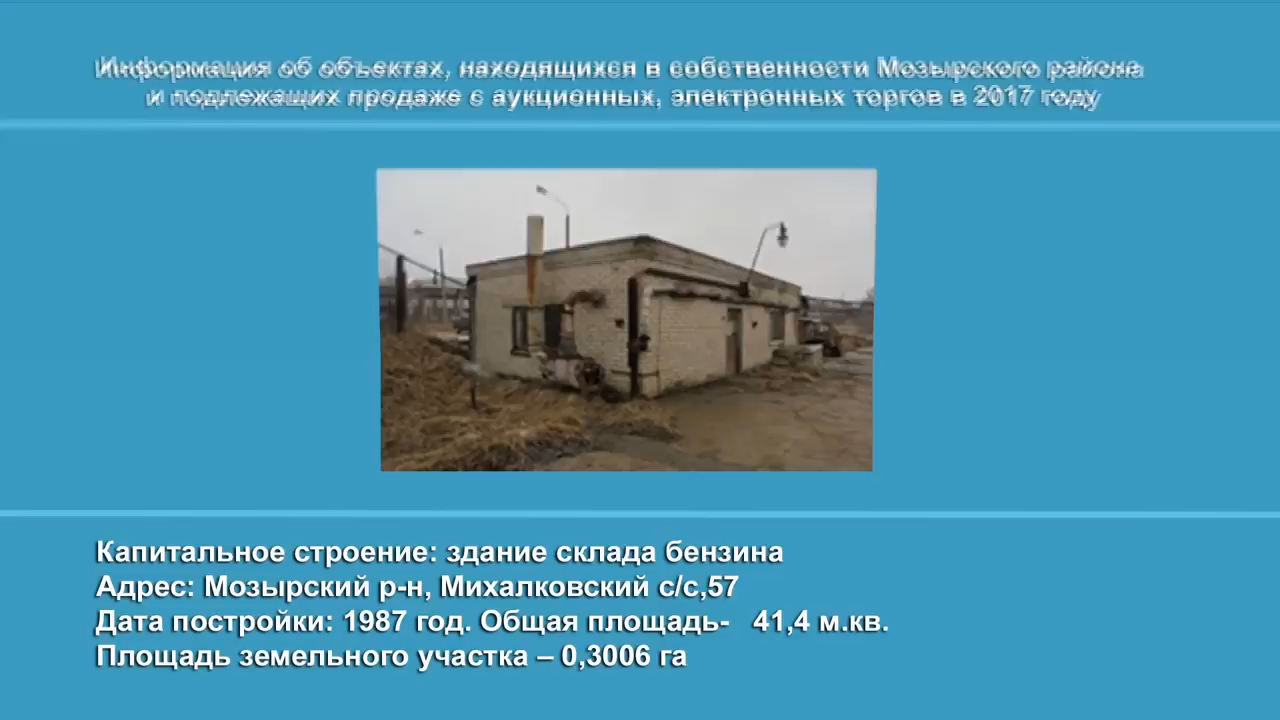 Информация об объектах, находящихся в собственности Мозырского района
и подлежащих продаже с аукционных, электронных торгов в 2017 году
Капитальное строение: здание склада бензина
Адрес: Мозырский р-н, Михалковский с/с,57
Дата постройки: 1987 год. Общая площадь- 41,4 м.кв.
Площадь земельного участка – 0,3006 га